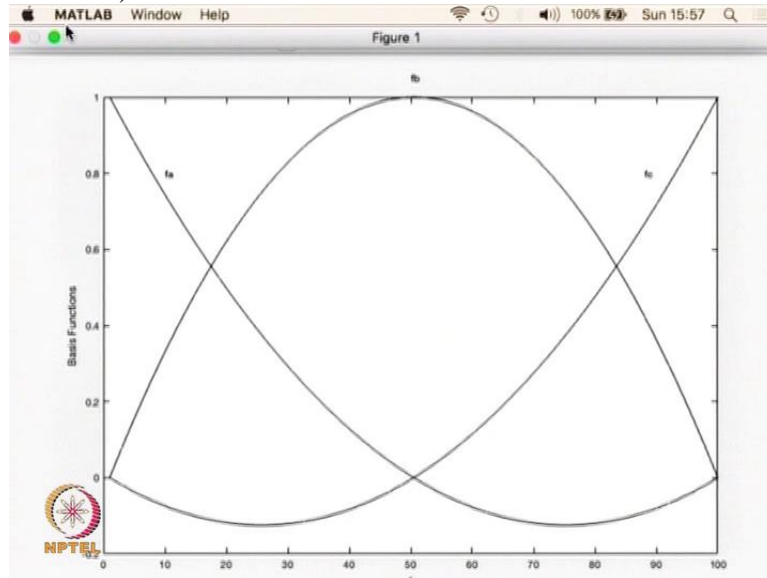 MATLAB Window Help 100% Sun 15:57
Figure 1
fb
1
fa
fc
0.8
0.6
0.4
0.2
0
Basis Functions
NPTEL
0 10 20 30 40 50 60 70 80 90 100